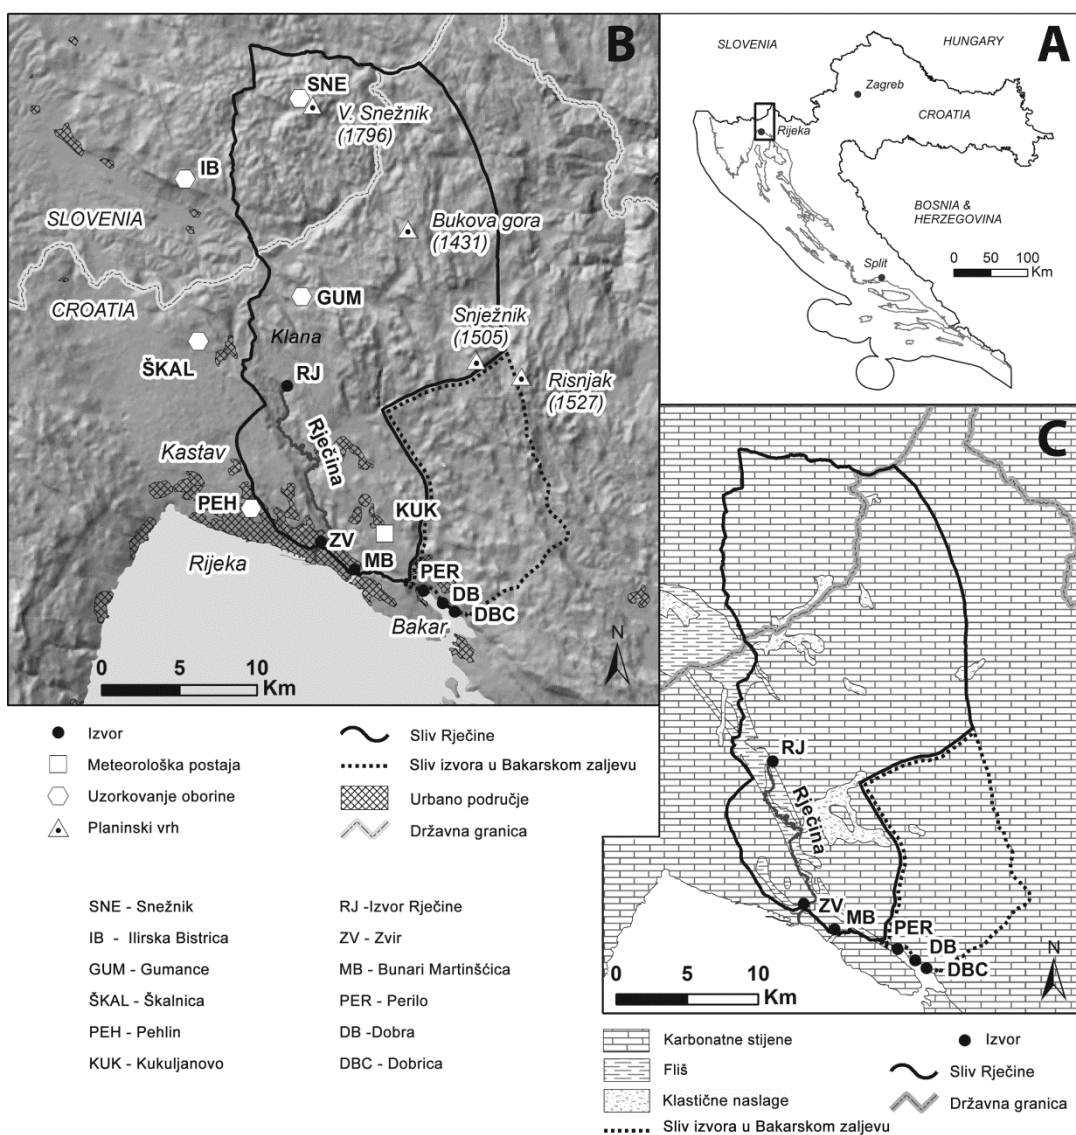 B
SNE
V. Snežnik
(1796)
IB
SLOVENIA
Bukova gora
(1431)
CROATIA
GUM
Klana
Snježnik
(1505)
ŠKAL
RJ
Risnjak
(1527)
Rječina
Kastav
PEH
KUK
ZV
Rijeka
MB
PER
DB
Bakar
DBC
N
0 5 10
Km
A
SLOVENIA
HUNGARY
Zagreb
CROATIA
Rijeka
BOSNIA &
HERZEGOVINA
Split
0 50 100
Km
C
RJ
Rječina
ZV
MB
PER
DB
DBC
N
0 5 10
Km
Izvor
Meteorološka postaja
Uzorkovanje oborine
Planinski vrh
Sliv Rječine
Sliv izvora u Bakarskom zaljevu
Urbano područje
Državna granica
SNE - Snežnik
IB - Ilirska Bistrica
GUM - Gumance
ŠKAL - Škalnica
PEH - Pehlin
KUK - Kukuljanovo
RJ -Izvor Rječine
ZV - Zvir
MB - Bunari Martinšćica
PER - Perilo
DB -Dobra
DBC - Dobrica
Karbonatne stijene
Fliš
Klastične naslage
Izvor
Sliv Rječine
Državna granica
Sliv izvora u Bakarskom zaljevu